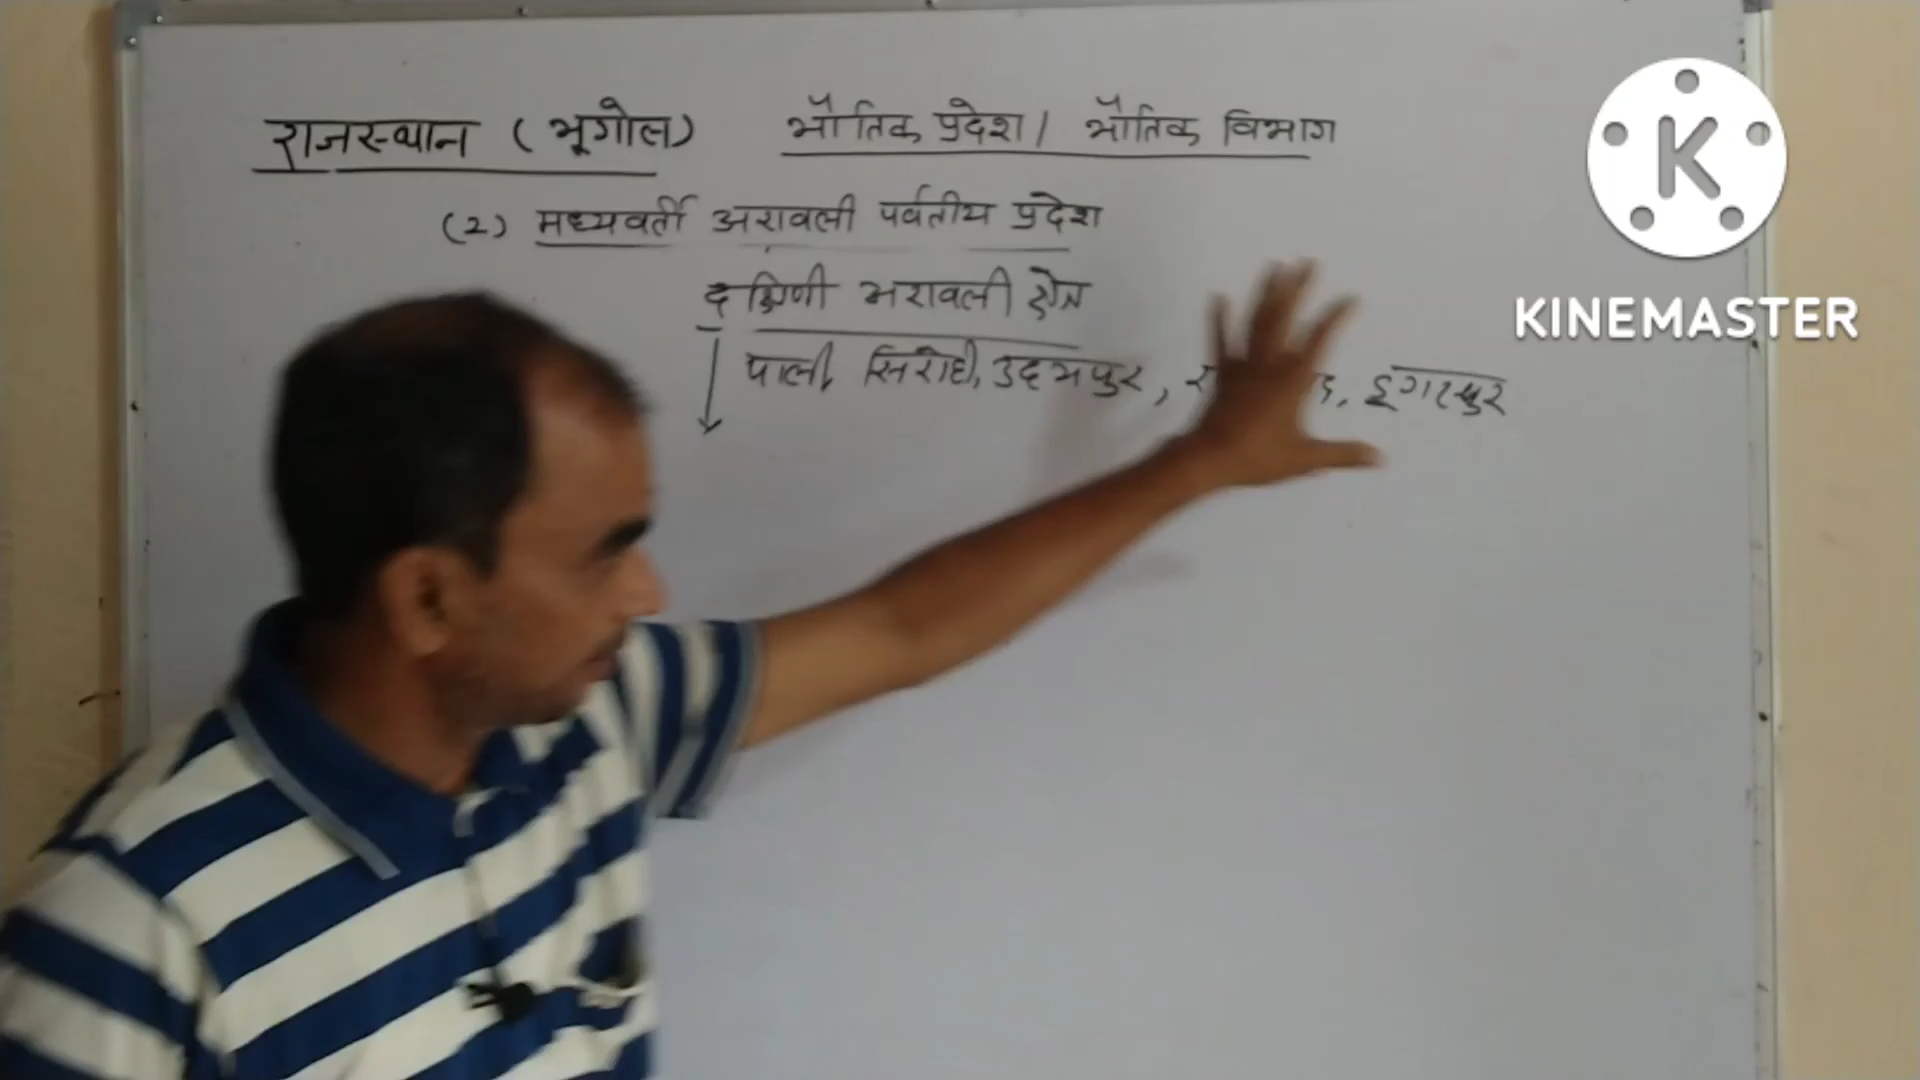 राजस्थान (भूगोल) भौतिक प्रदेश / भौतिक विभाग
(2) मध्यवर्ती अरावली पर्वतीय प्रदेश
दक्षिणी अरावली क्षेत्र
पाली, सिरोही, उदयपुर, डूंगरपुर
K
KINEMASTER